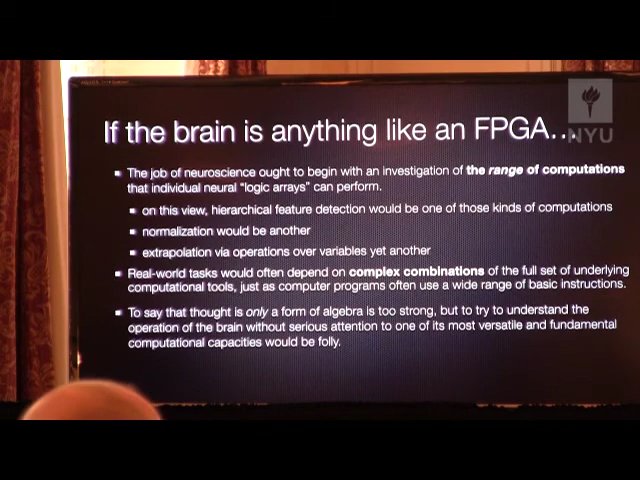 If the brain is anything like an FPGA...
NYU
The job of neuroscience ought to begin with an investigation of the range of computations
that individual neural "logic arrays" can perform.
on this view, hierarchical feature detection would be one of those kinds of computations
normalization would be another
extrapolation via operations over variables yet another
Real-world tasks would often depend on complex combinations of the full set of underlying
computational tools, just as computer programs often use a wide range of basic instructions.
To say that thought is only a form of algebra is too strong, but to try to understand the
operation of the brain without serious attention to one of its most versatile and fundamental
computational capacities would be folly.